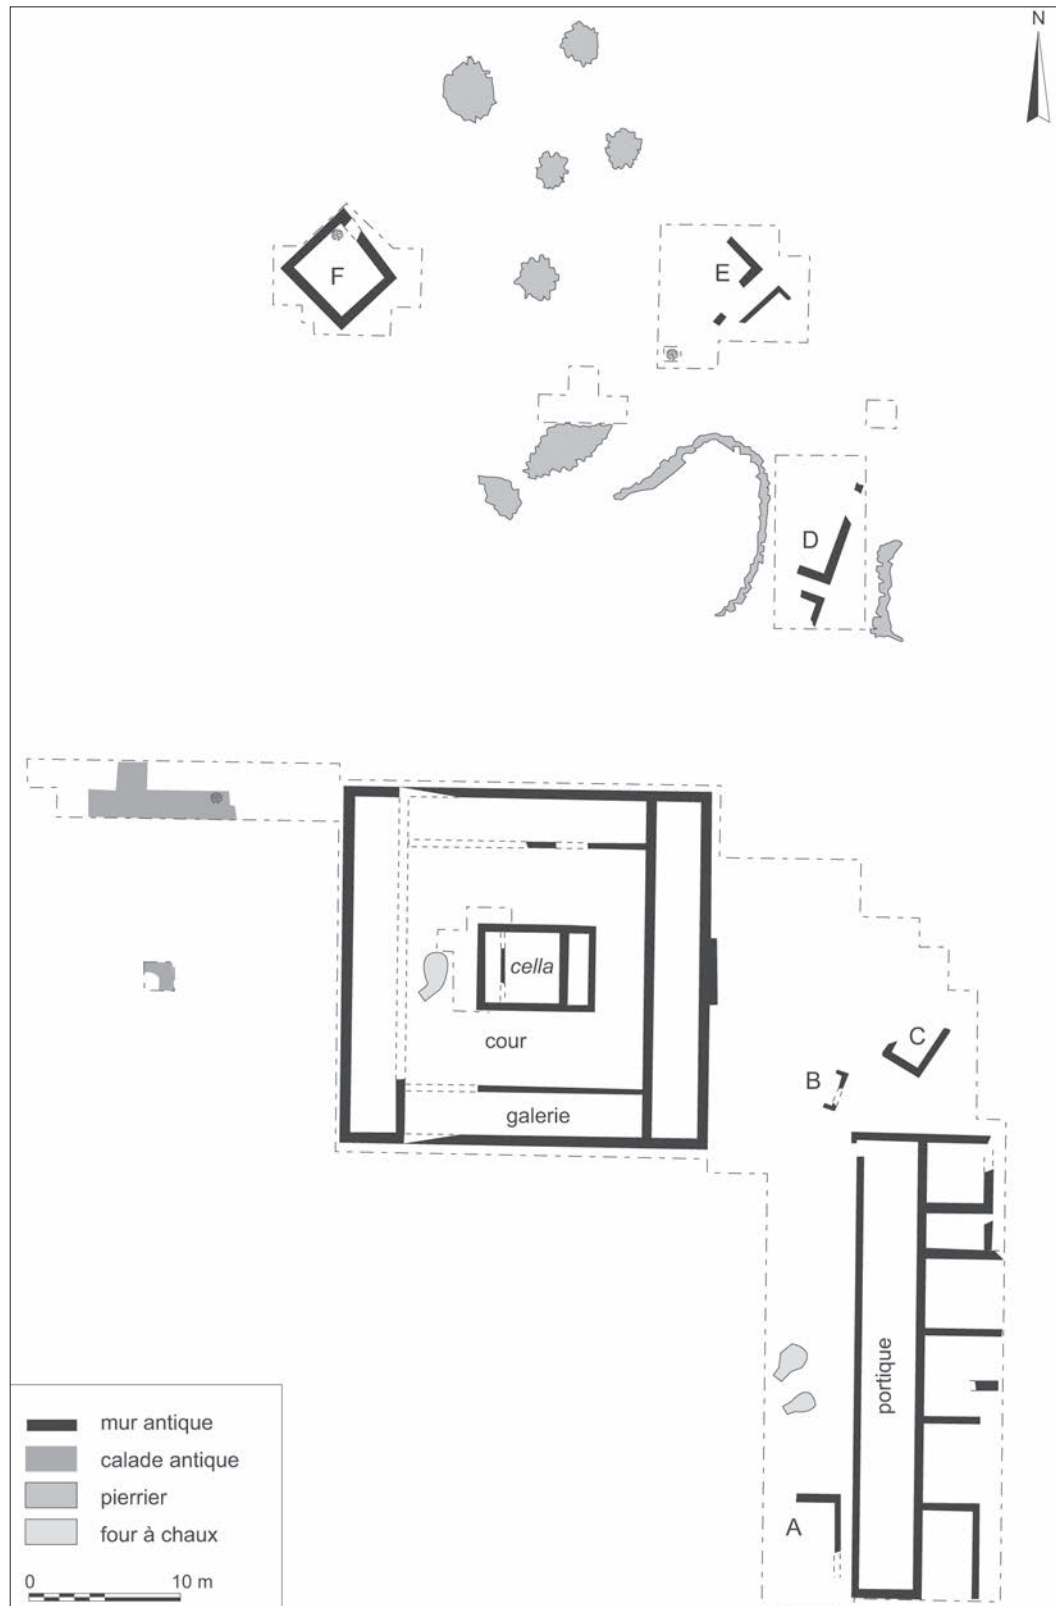 N
F
E
D
cella
cour
C
B
galerie
portique
A
mur antique
calade antique
pierrier
four à chaux
0 10 m